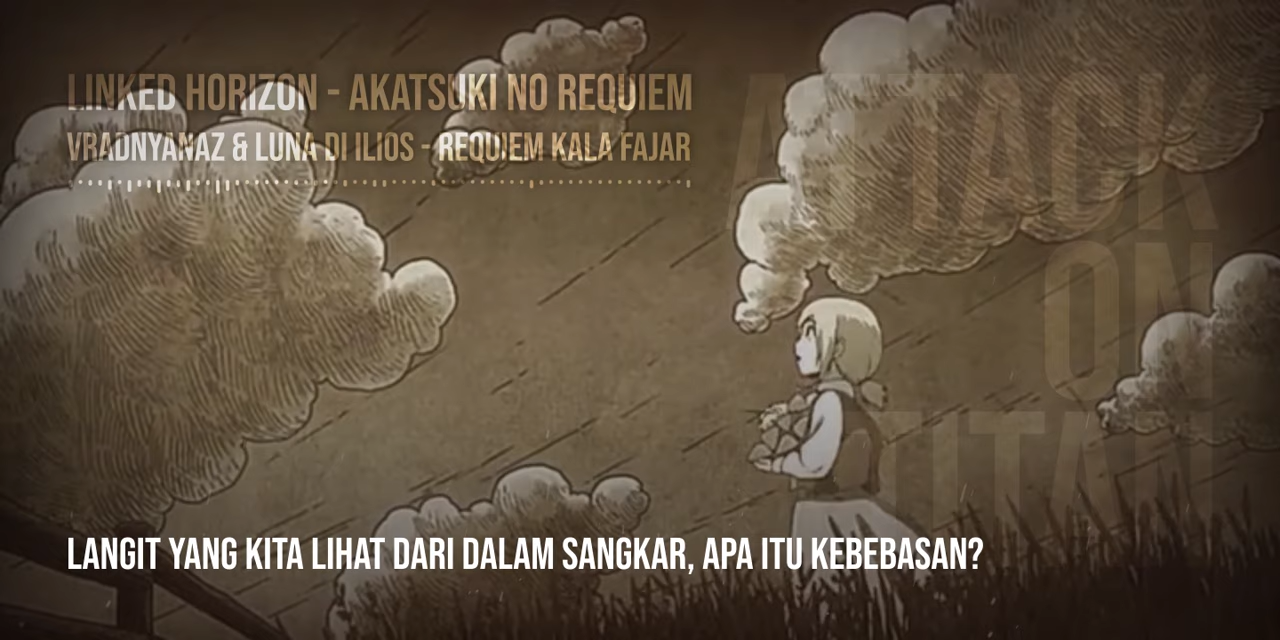 LINKED HORIZON - AKATSUKI NO REQUIEM
VRADNYANAZ & LUNA DI ILIOS - REQUIEM KALA FAJAR
ATTACK
ON
TITAN
LANGIT YANG KITA LIHAT DARI DALAM SANGKAR, APA ITU KEBEBASAN?